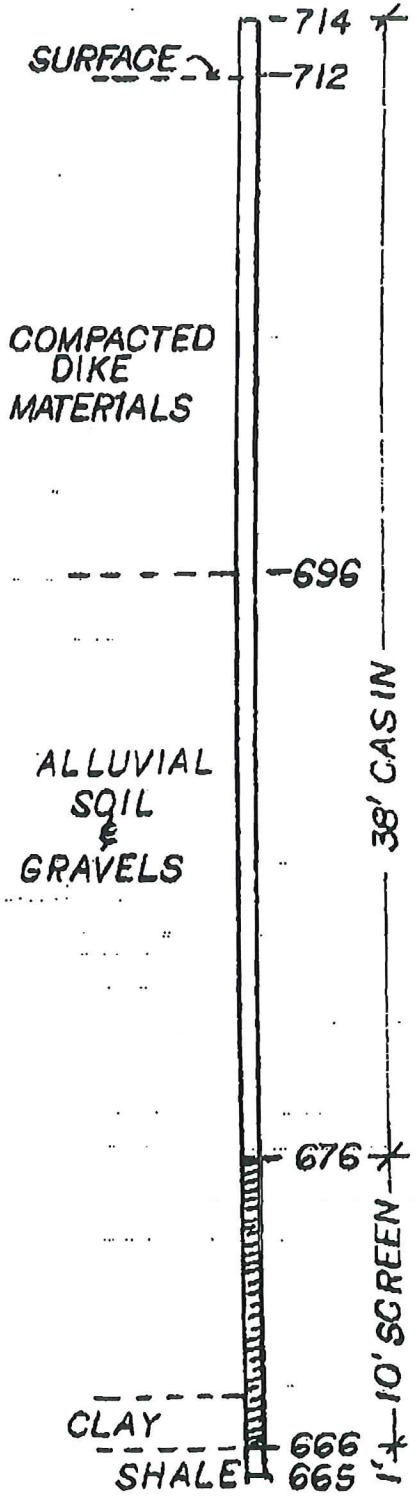 714
SURFACE
712
COMPACTED
DIKE
MATERIALS
696
38' CASIN
ALLUVIAL
SOIL
&
GRAVELS
676
10' SCREEN
CLAY
666
SHALE
665
1'